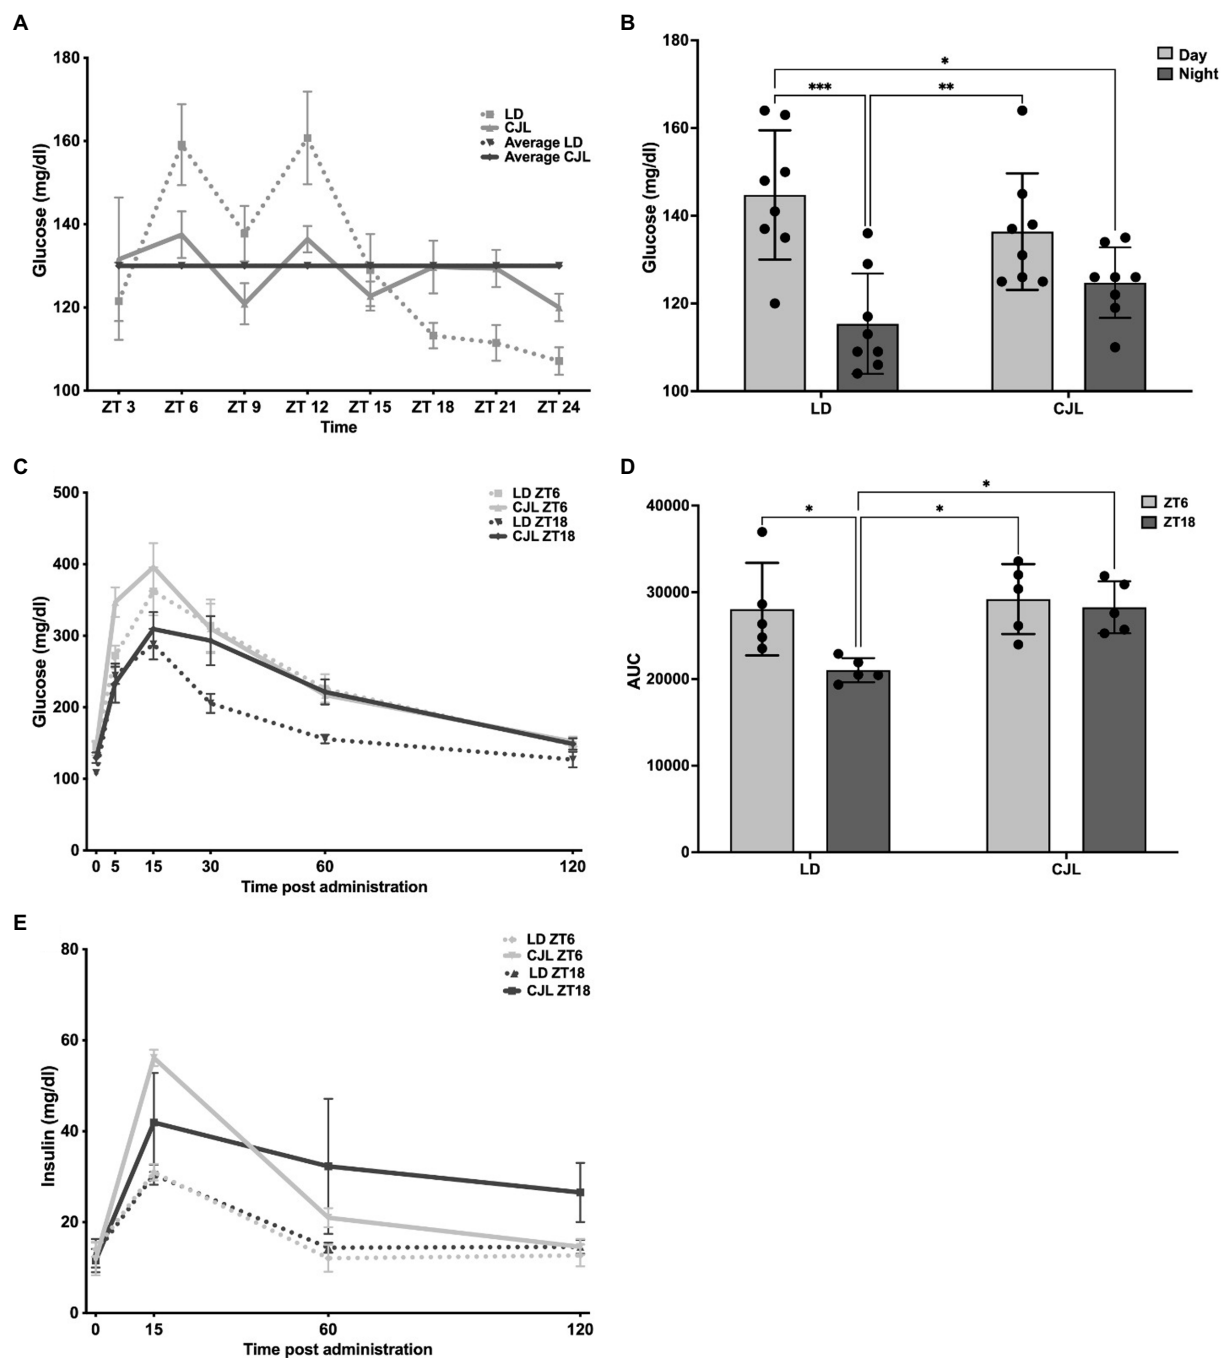 A
180
160
140
120
100
Glucose (mg/dl)
LD
CJL
Average LD
Average CJL
ZT 3 ZT 6 ZT 9 ZT 12 ZT 15 ZT 18 ZT 21 ZT 24
Time
B
180
160
140
120
100
Glucose (mg/dl)
Day
Night
*
*** **
LD CJL
C
500
400
300
200
100
0
Glucose (mg/dl)
LD ZT6
CJL ZT6
LD ZT18
CJL ZT18
0 5 15 30 60 120
Time post administration
D
40000
30000
20000
10000
0
AUC
ZT6
ZT18
*
* *
LD CJL
E
80
60
40
20
0
Insulin (mg/dl)
LD ZT6
CJL ZT6
LD ZT18
CJL ZT18
0 15 60 120
Time post administration